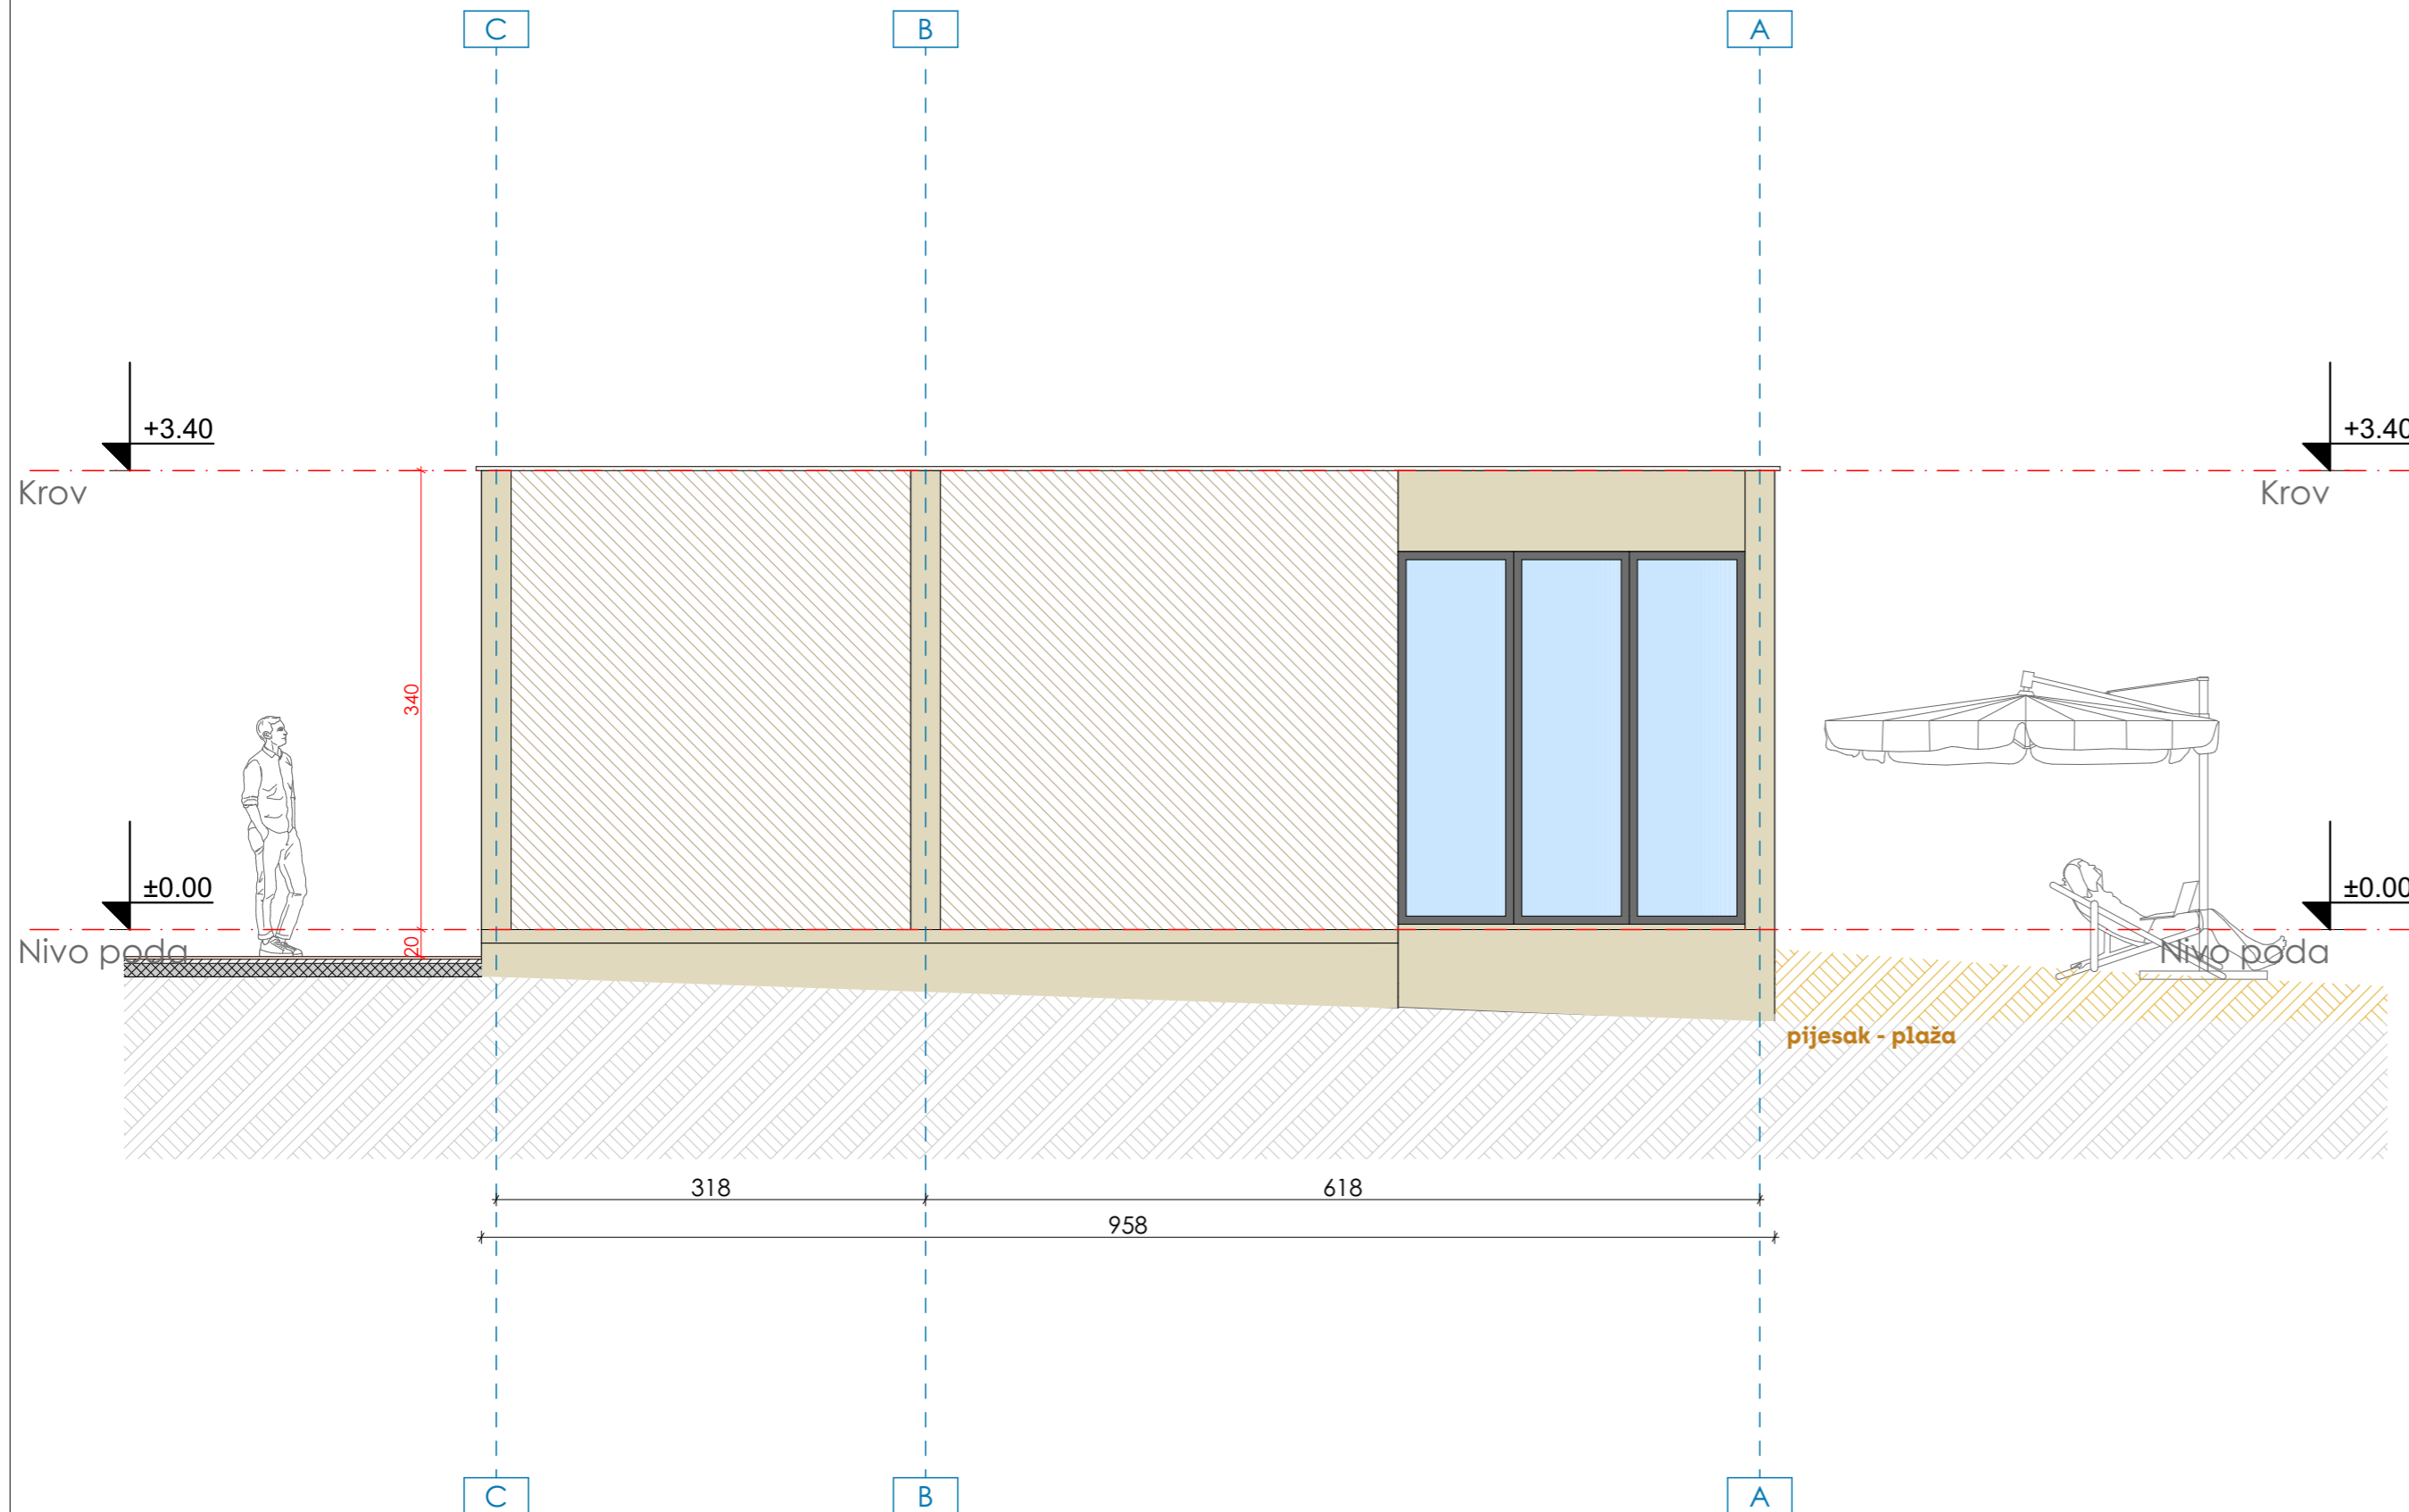 C B A
+3.40 +3.40
Krov Krov
340
±0.00 ±0.00
20
Nivo poda Nivo poda
pijesak - plaža
318 618
958
C B A